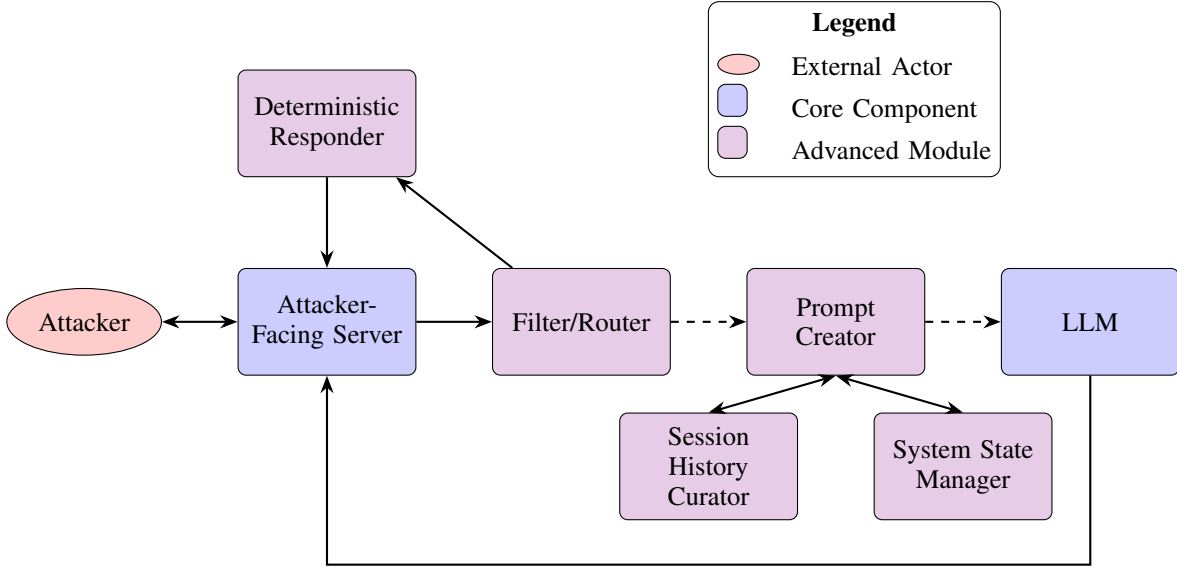 Legend
External Actor
Core Component
Advanced Module
Deterministic
Responder
Attacker
Attacker-
Facing Server
Filter/Router
Prompt
Creator
LLM
Session
History
Curator
System State
Manager